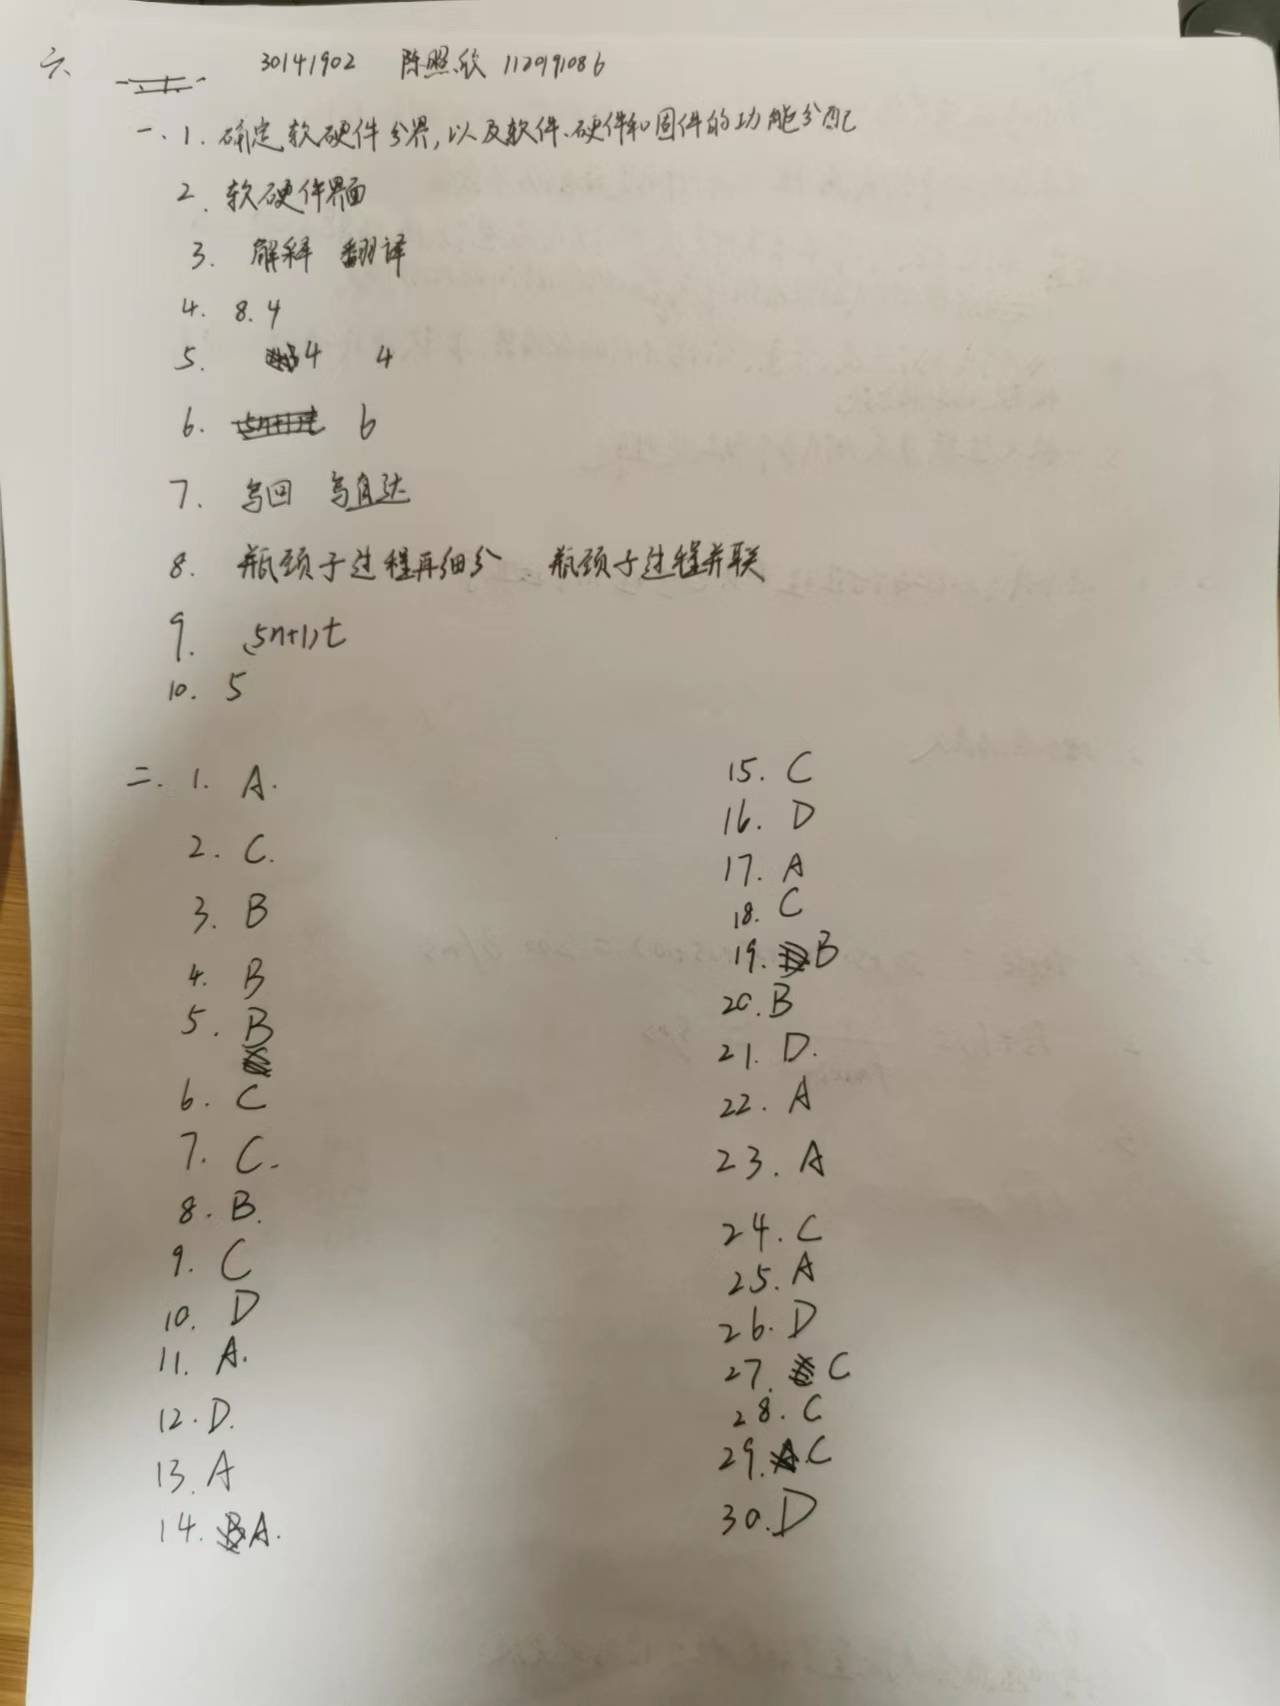 六、
30141902 陈照欣 1120191086
一. 1. 确定软硬件分界,以及软件、硬件和固件的功能分配
2. 软硬件界面
3. 解释 翻译
4. 8.4
5. 4 4
6. 6
7. 写回 写直达
8. 瓶颈子过程再细分 瓶颈子过程并联
9. (5n+1)t
10. 5
二. 1. A.
2. C.
3. B
4. B
5. B
6. C
7. C.
8. B.
9. C
10. D
11. A.
12. D.
13. A
14. A.
15. C
16. D
17. A
18. C
19. B
20. B
21. D.
22. A
23. A
24. C
25. A
26. D
27. C
28. C
29. C
30. D